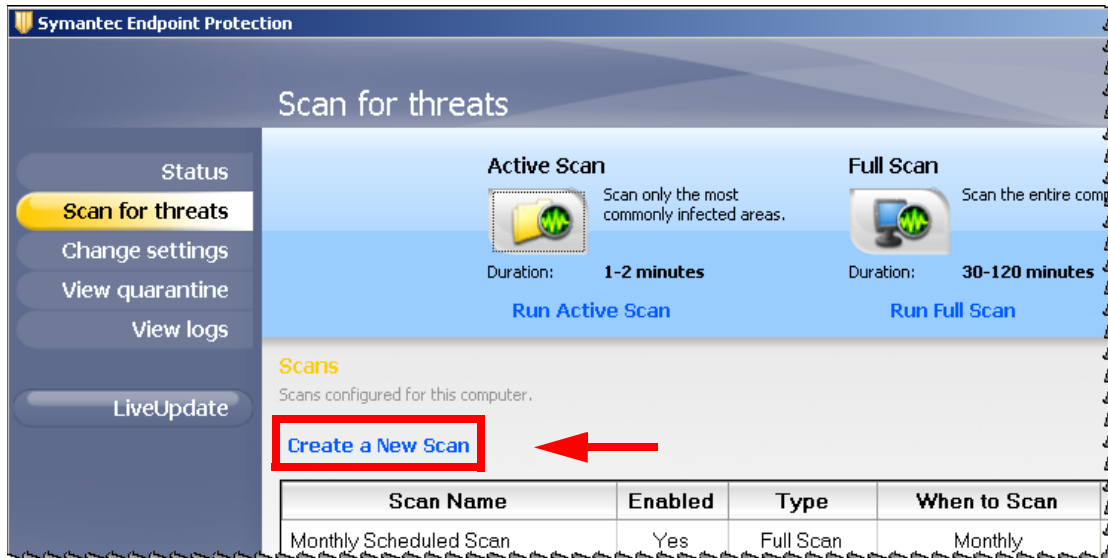 Symantec Endpoint Protection
Scan for threats
Status
Scan for threats
Change settings
View quarantine
View logs
LiveUpdate
Active Scan
Scan only the most
commonly infected areas.
Duration: 1-2 minutes
Run Active Scan
Full Scan
Scan the entire
Duration: 30-120 minutes
Run Full Scan
Scans
Scans configured for this computer.
Create a New Scan
Scan Name Enabled Type When to Scan
Monthly Scheduled Scan Yes Full Scan Monthly